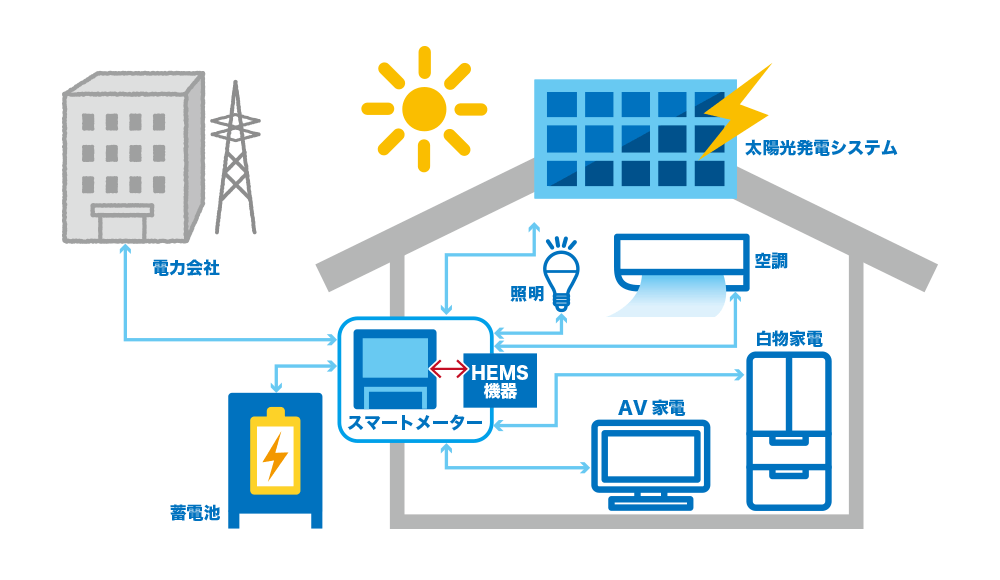 太陽光発電システム
電力会社
空調
照明
白物家電
HEMS
機器
AV 家電
スマートメーター
蓄電池